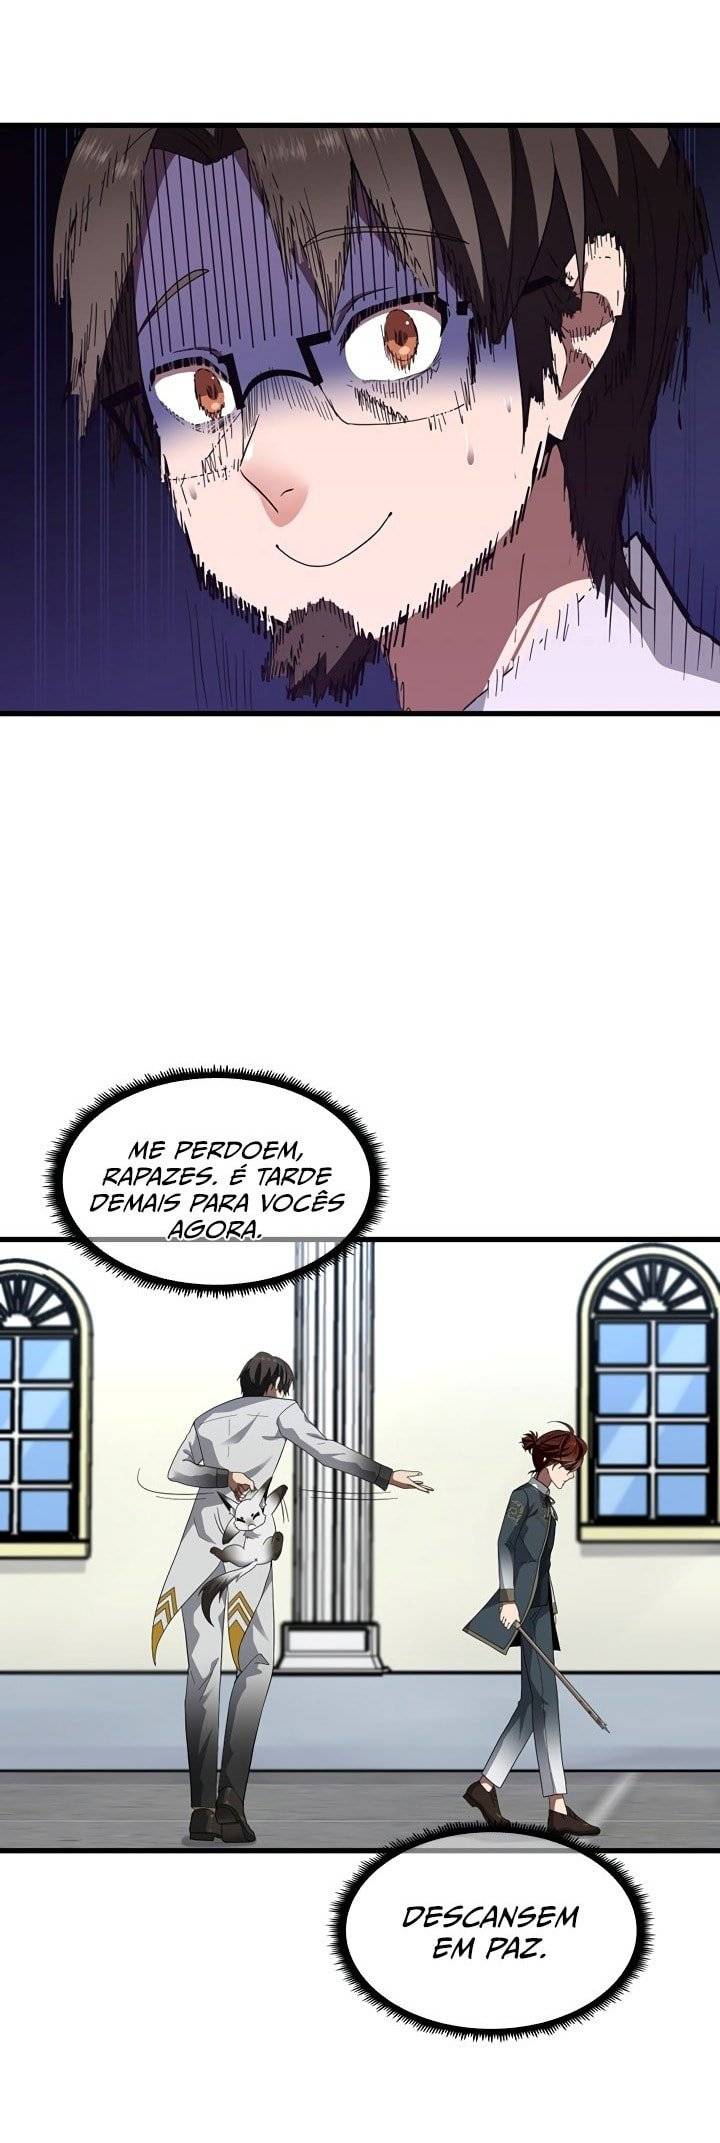 ME PERDOEM,
RAPAZES. É TARDE
DEMAIS PARA VOCÊS
AGORA.
DESCANSEM
EM PAZ.